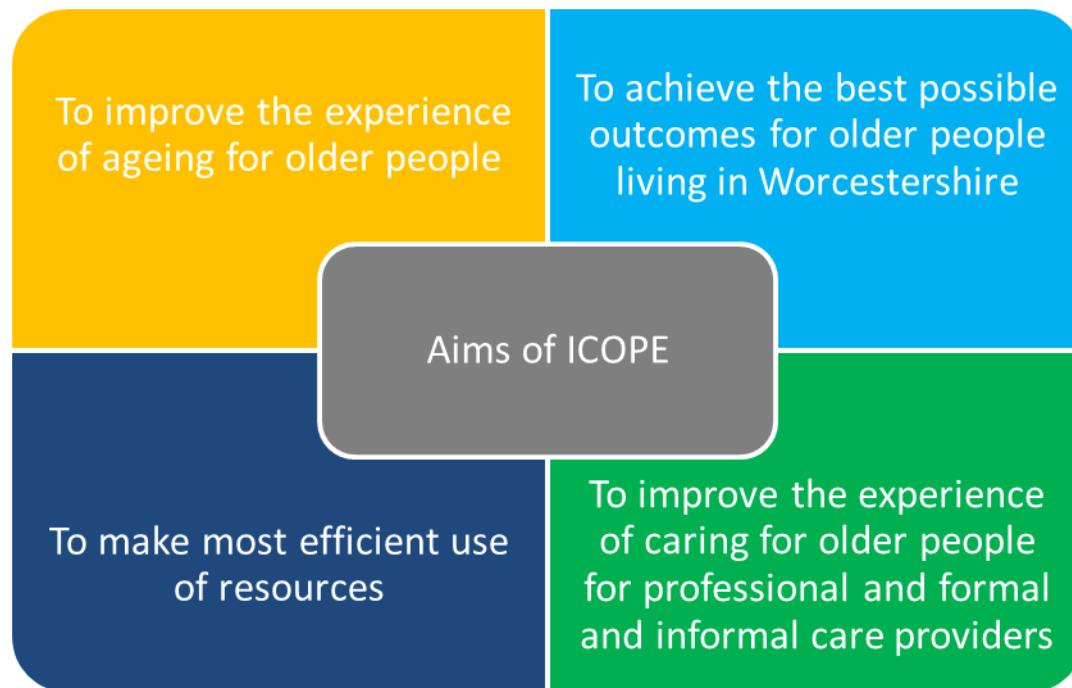 To improve the experience
of ageing for older people
To achieve the best possible
outcomes for older people
living in Worcestershire
Aims of ICOPE
To make most efficient use
of resources
To improve the experience
of caring for older people
for professional and formal
and informal care providers